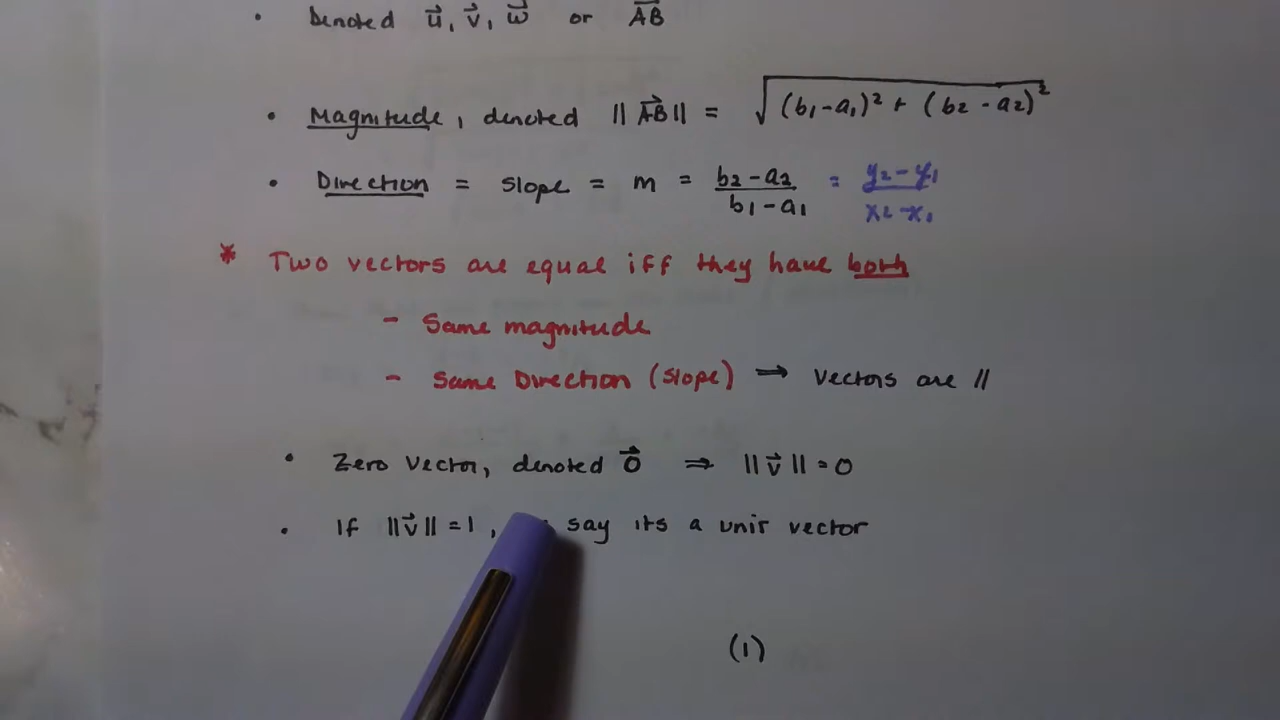 • Denoted u⃗, v⃗, w⃗ or A͞B⃗
• Magnitude, denoted ||AB⃗|| = √(b₁-a₁)² + (b₂-a₂)²
• Direction = slope = m = b₂-a₂ / b₁-a₁ = y₂-y₁ / x₂-x₁
* Two vectors are equal iff they have both
- Same magnitude
- Same Direction (slope) → vectors are //
• Zero vector, denoted 0⃗ ⇒ ||v⃗|| = 0
• If ||v⃗|| = 1, say its a unit vector
(1)